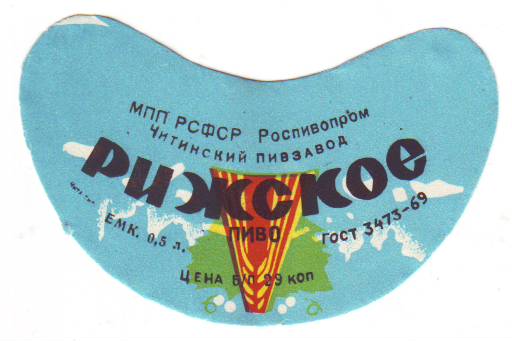 МПП РСФСР Роспивопром
Читинский пивзавод
Рижское
пиво
ЕМК. 0,5 л.
ГОСТ 3473-69
Цена б/п 29 коп